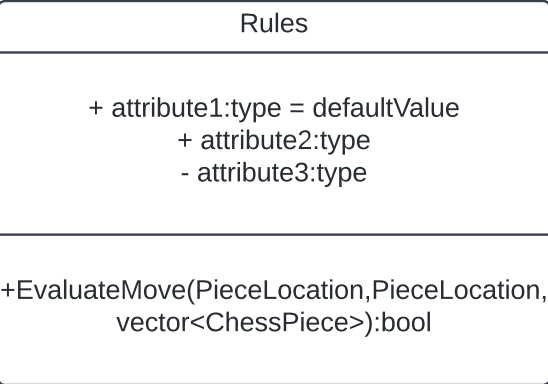 Rules
+ attribute1:type = defaultValue
+ attribute2:type
- attribute3:type
+EvaluateMove(PieceLocation,PieceLocation,
vector<ChessPiece>):bool